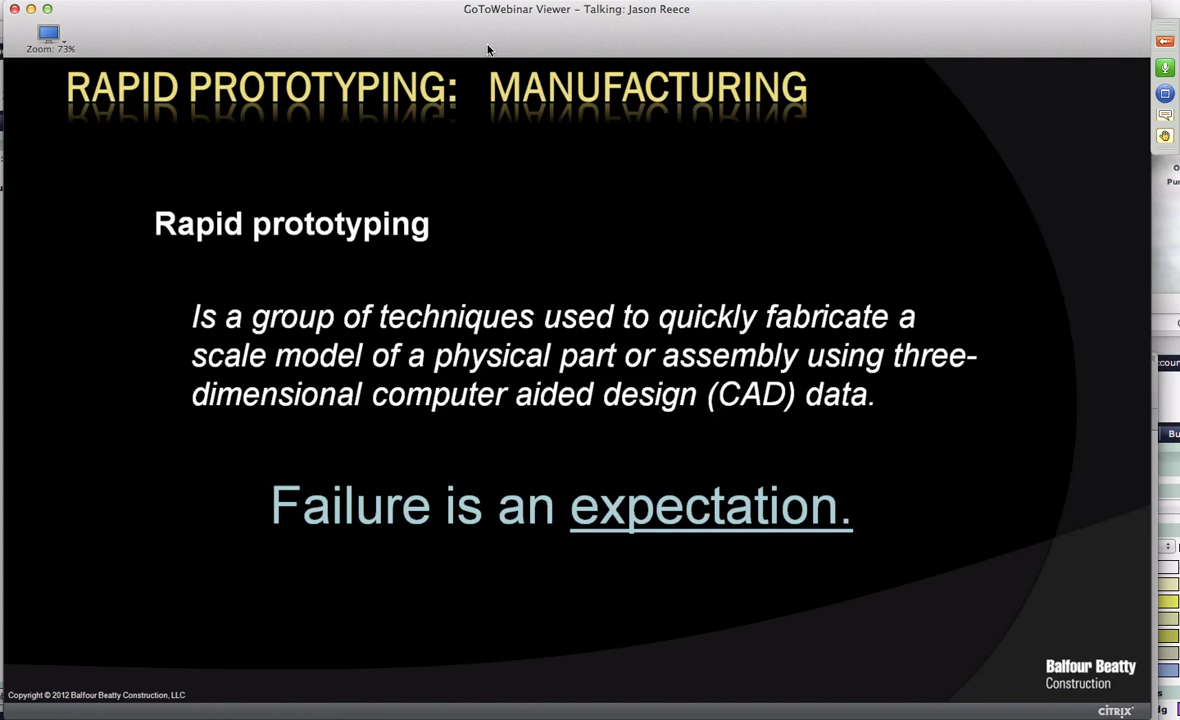 GoToWebinar Viewer – Talking: Jason Reece
Zoom: 73%
RAPID PROTOTYPING: MANUFACTURING
Rapid prototyping
Is a group of techniques used to quickly fabricate a
scale model of a physical part or assembly using three-
dimensional computer aided design (CAD) data.
Failure is an expectation.
Balfour Beatty
Construction
Copyright © 2012 Balfour Beatty Construction, LLC
CITRIX